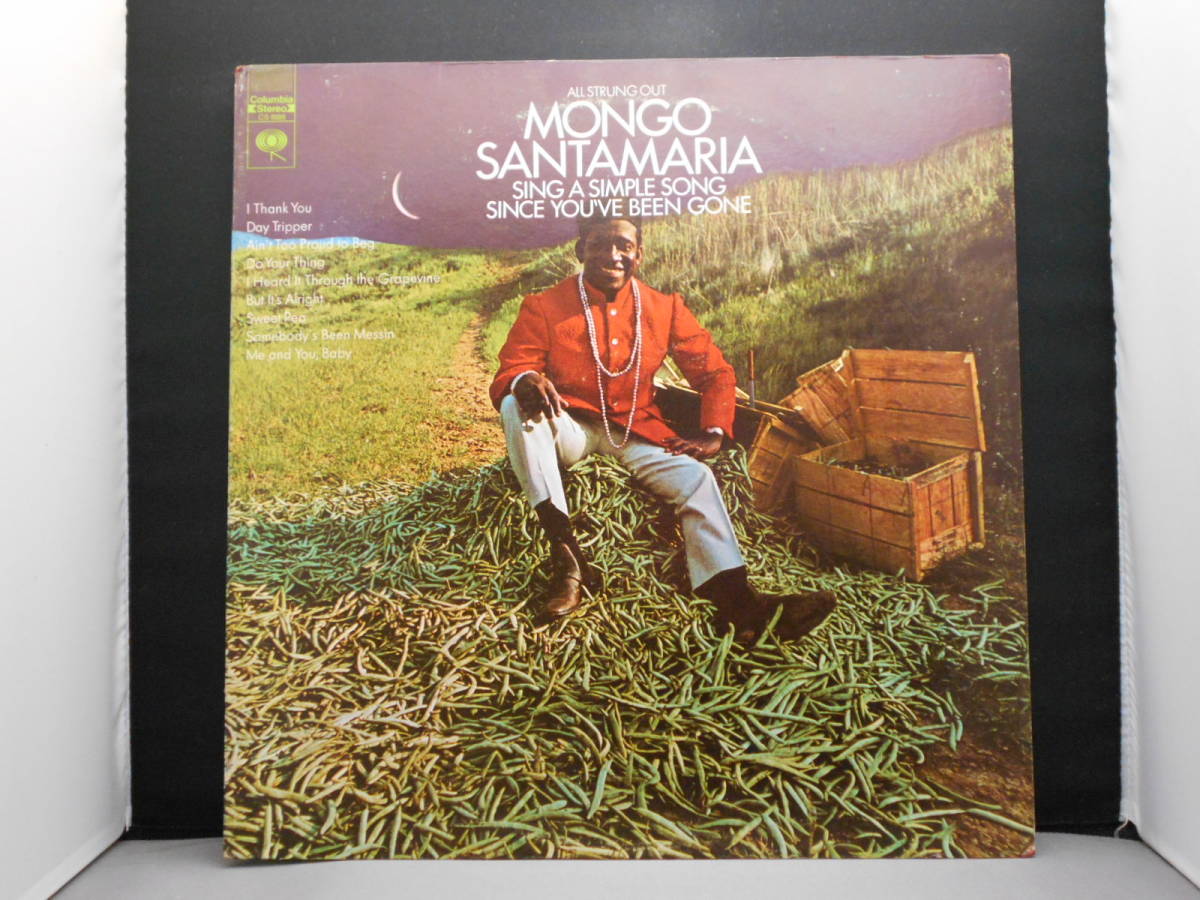 Columbia
Stereo
ALL STRUNG OUT
MONGO
SANTAMARIA
SING A SIMPLE SONG
SINCE YOU'VE BEEN GONE
I Thank You
Day Tripper
Ain't Too Proud to Beg
Do Your Thing
I Heard It Through the Grapevine
But It's Alright
Sweet Pea
Somebody's Been Messin
Me and You, Baby